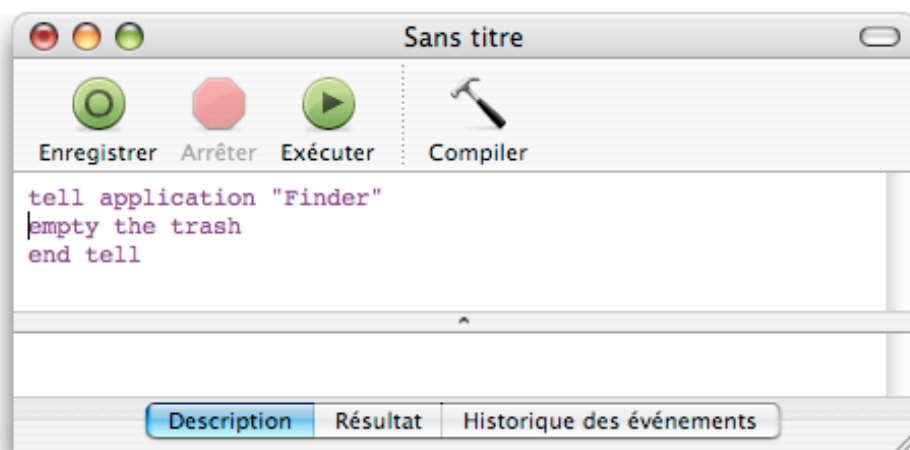 Sans titre
Enregistrer Arrêter Exécuter Compiler
tell application "Finder"
empty the trash
end tell
Description Résultat Historique des événements